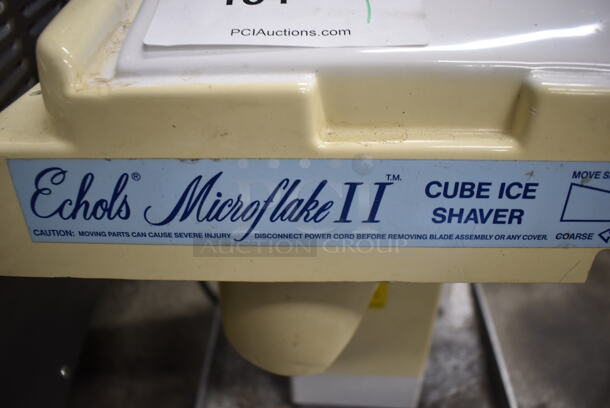 PCIAuctions.com
Echols® Microflake II T.M. CUBE ICE SHAVER
CAUTION: MOVING PARTS CAN CAUSE SEVERE INJURY DISCONNECT POWER CORD BEFORE REMOVING BLADE ASSEMBLY OR ANY COVER.
MOVE
COARSE
AUCTION GROUP